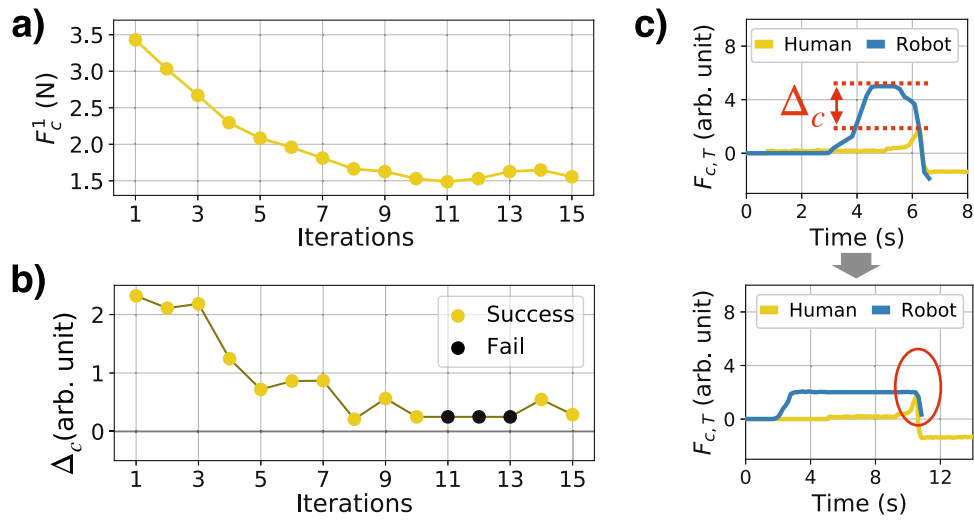 a)
F_c^1 (N)
3.5
3.0
2.5
2.0
1.5
1 3 5 7 9 11 13 15
Iterations
b)
Δ_c(arb. unit)
2
1
0
Success
Fail
1 3 5 7 9 11 13 15
Iterations
c)
F_{c,T} (arb. unit)
8
4
0
Human Robot
Δ_c
0 2 4 6 8
Time (s)
F_{c,T} (arb. unit)
8
4
0
Human Robot
0 4 8 12
Time (s)